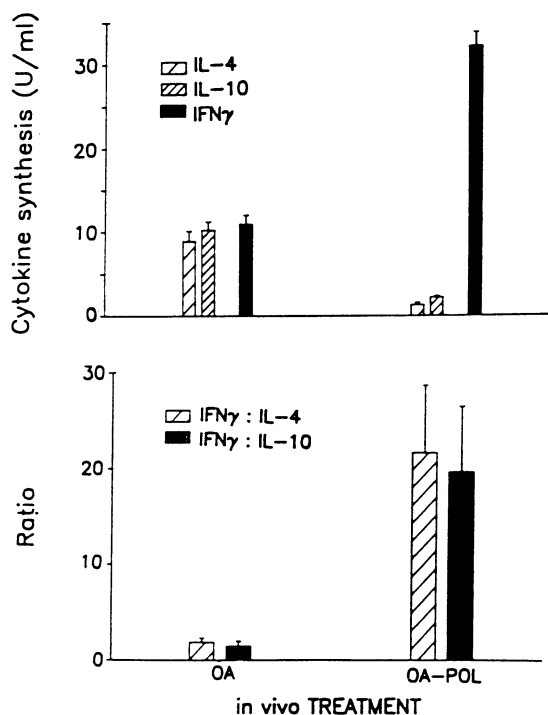 Cytokine synthesis (U/ml)
30
20
10
0
IL-4
IL-10
IFNγ
Ratio
30
20
10
0
IFNγ : IL-4
IFNγ : IL-10
OA
OA-POL
in vivo TREATMENT